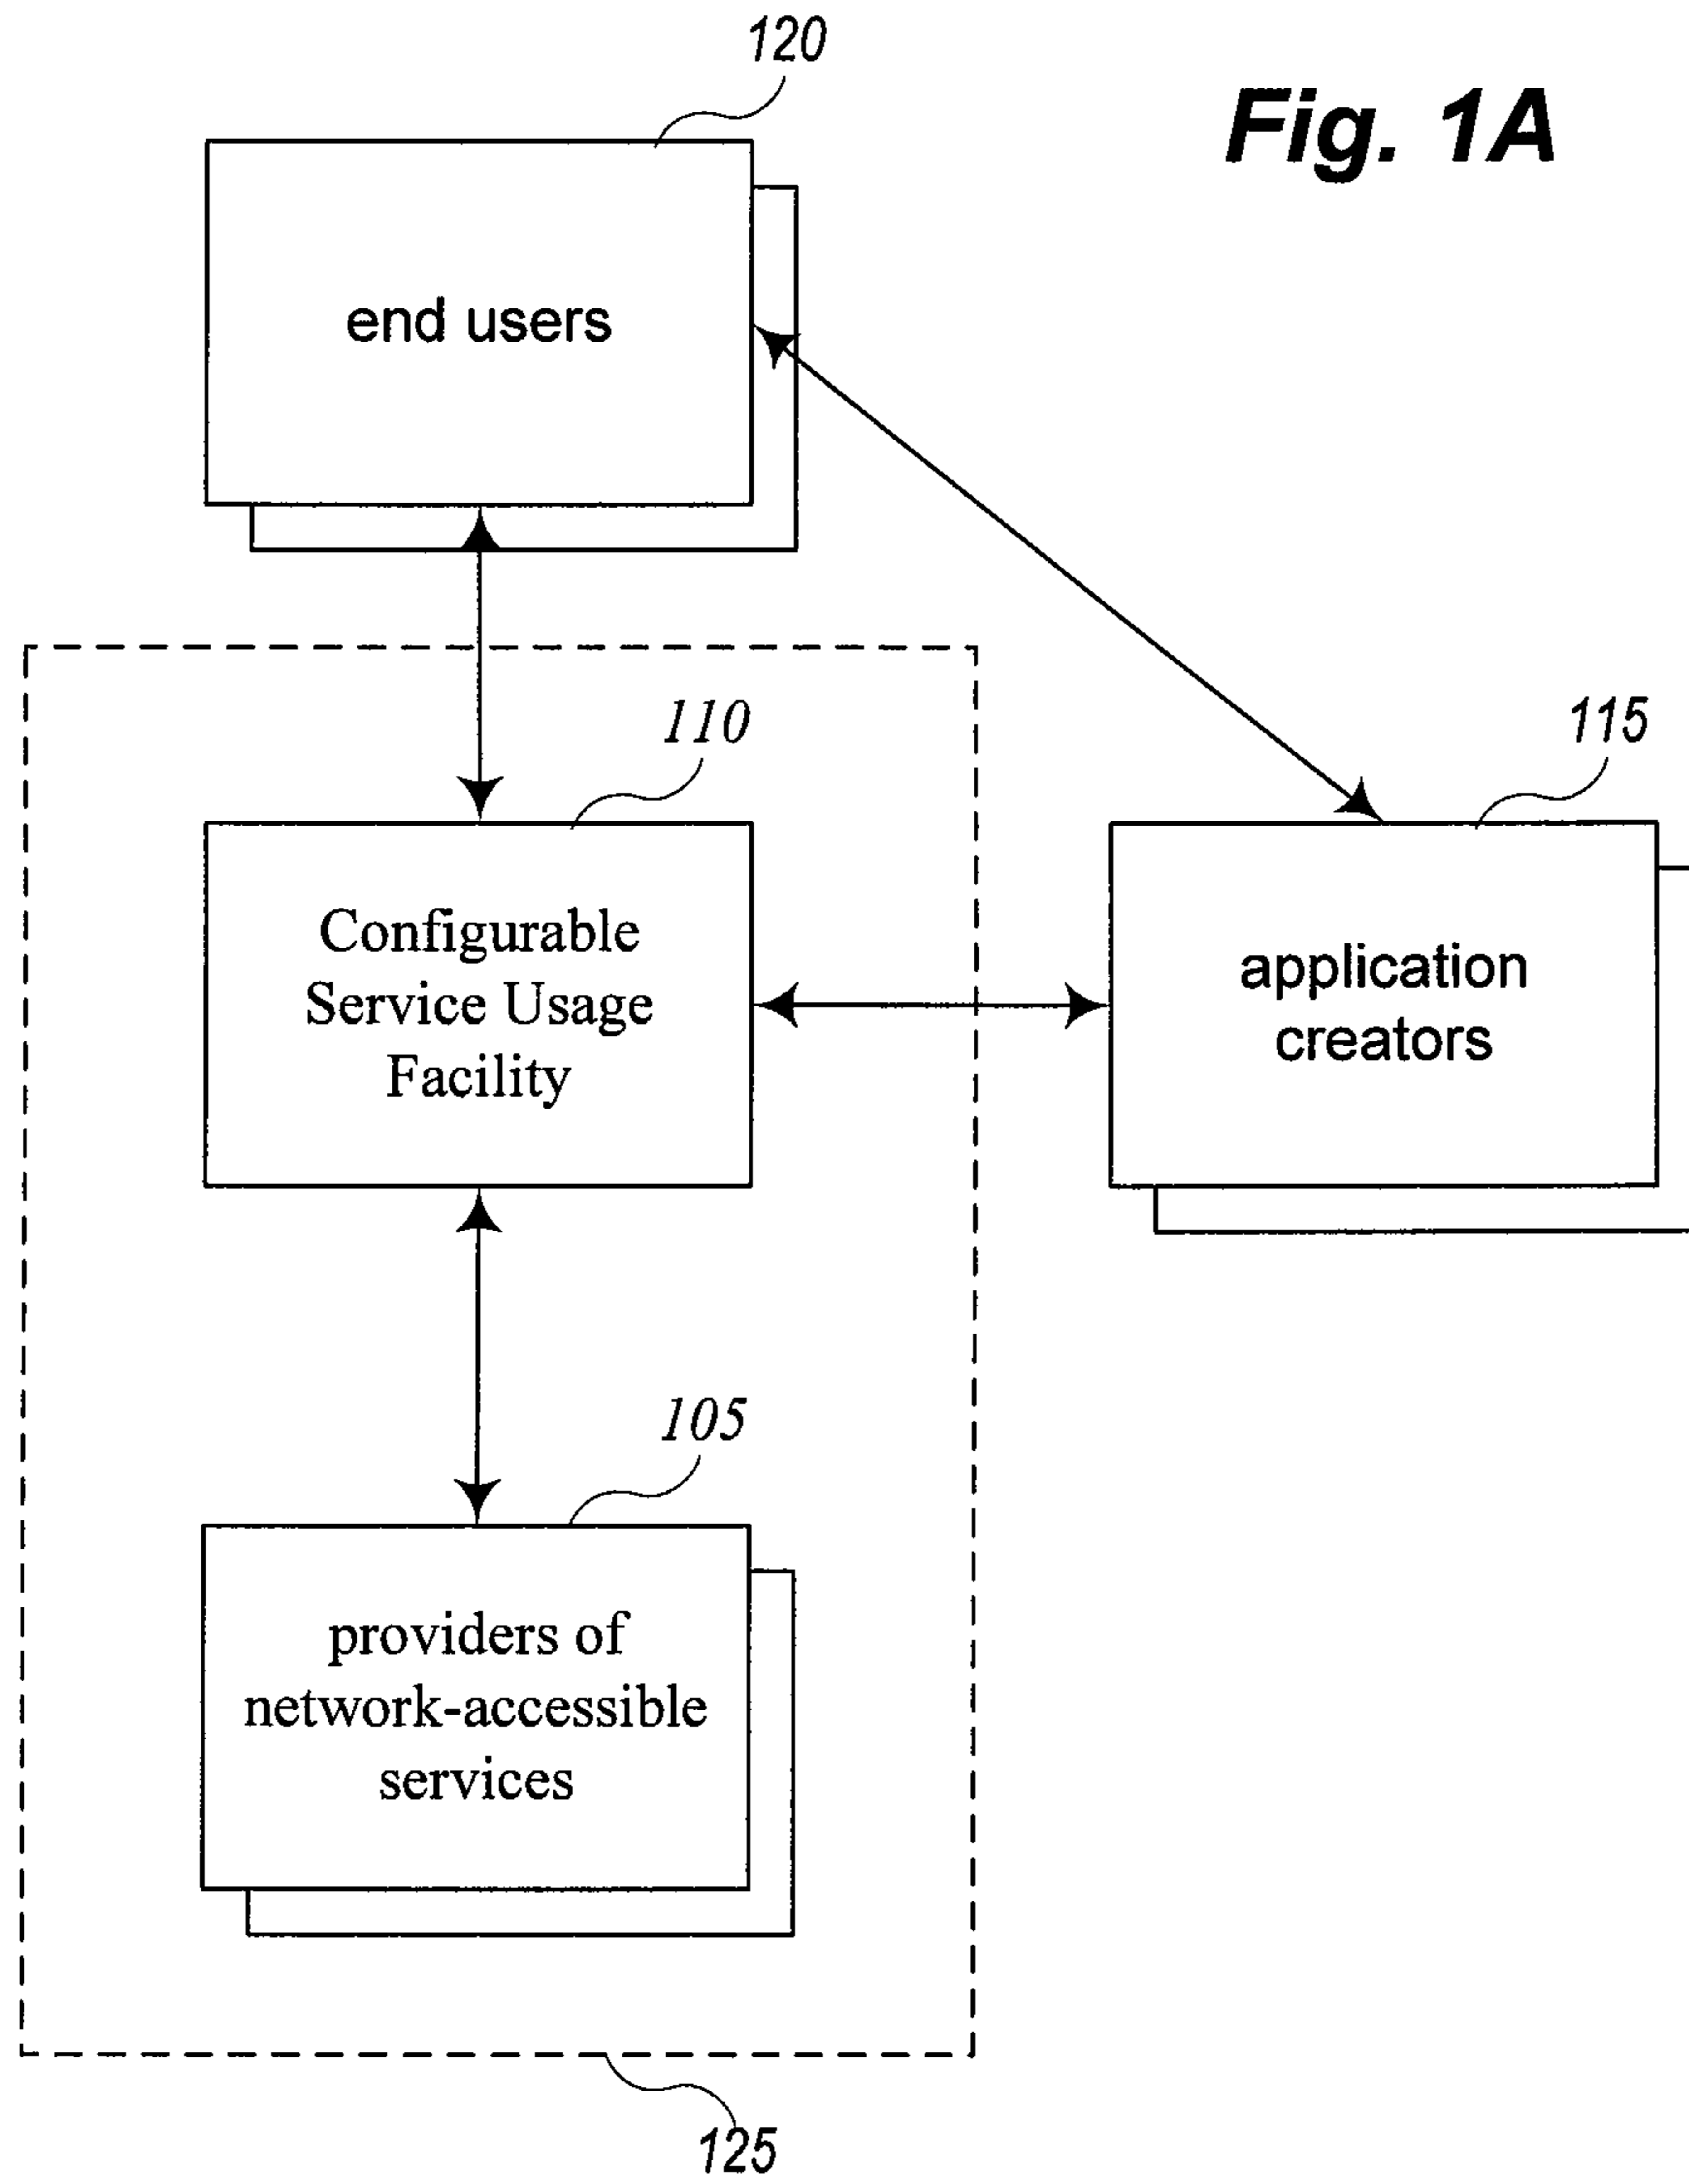 120
Fig. 1A
end users
110
115
Configurable
Service Usage
Facility
application
creators
105
providers of
network-accessible
services
125